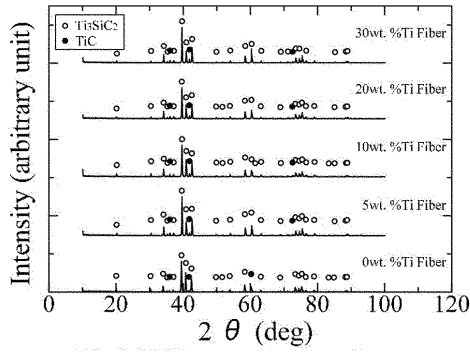 Ti3SiC2
TiC
30wt. %Ti Fiber
20wt. %Ti Fiber
10wt. %Ti Fiber
5wt. %Ti Fiber
0wt. %Ti Fiber
Intensity (arbitrary unit)
0 20 40 60 80 100 120
2 θ (deg)